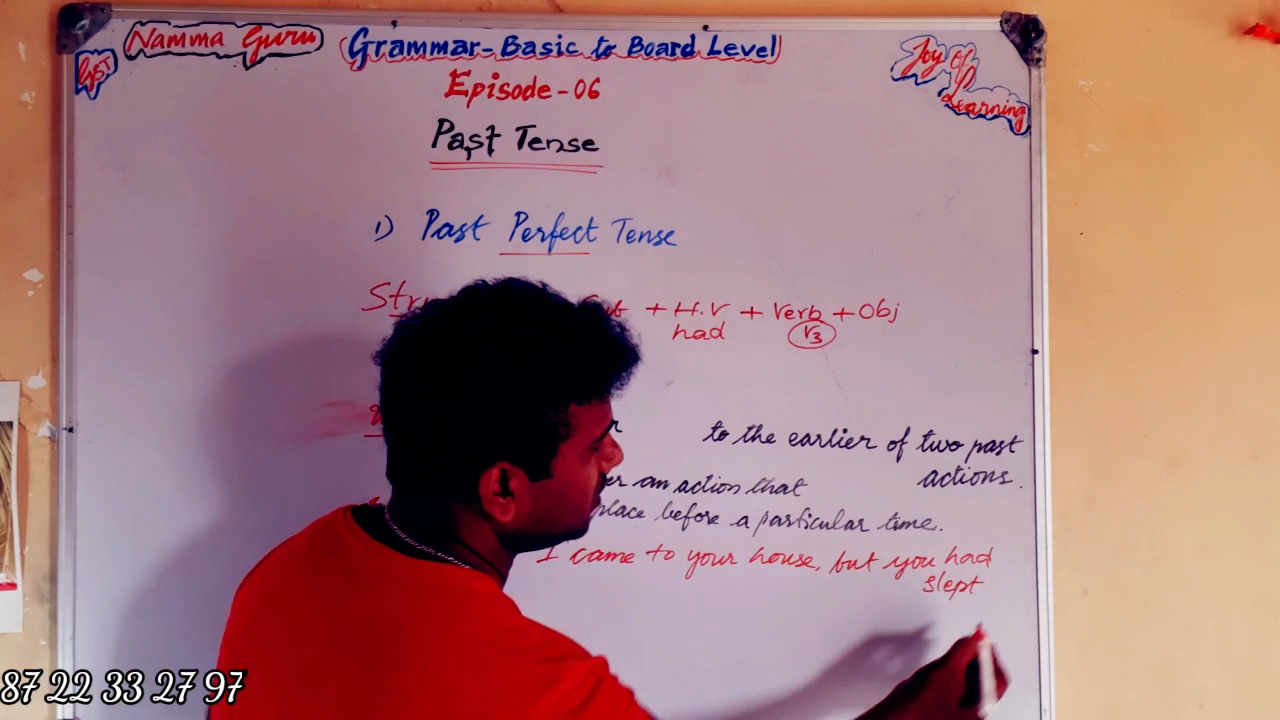 GST Namma Guru (Grammar-Basic to Board Level) Joy of Learning
Episode-06
Past Tense
1) Past Perfect Tense
+ H.V + Verb + Obj
had V3
to the earlier of two past
actions.
an action that
place before a particular time.
I came to your house, but you had
slept
87 22 33 27 97